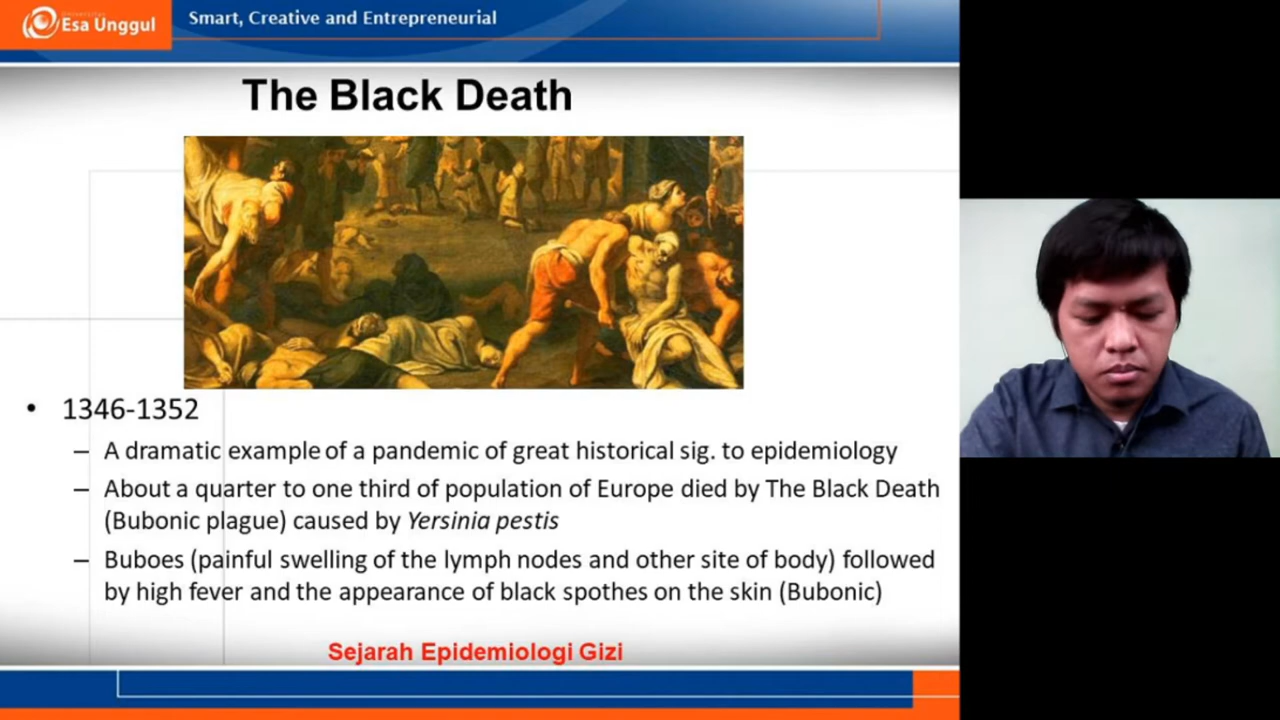 Universitas
Esa Unggul
Smart, Creative and Entrepreneurial
The Black Death
• 1346-1352
– A dramatic example of a pandemic of great historical sig. to epidemiology
– About a quarter to one third of population of Europe died by The Black Death
(Bubonic plague) caused by Yersinia pestis
– Buboes (painful swelling of the lymph nodes and other site of body) followed
by high fever and the appearance of black spothes on the skin (Bubonic)
Sejarah Epidemiologi Gizi